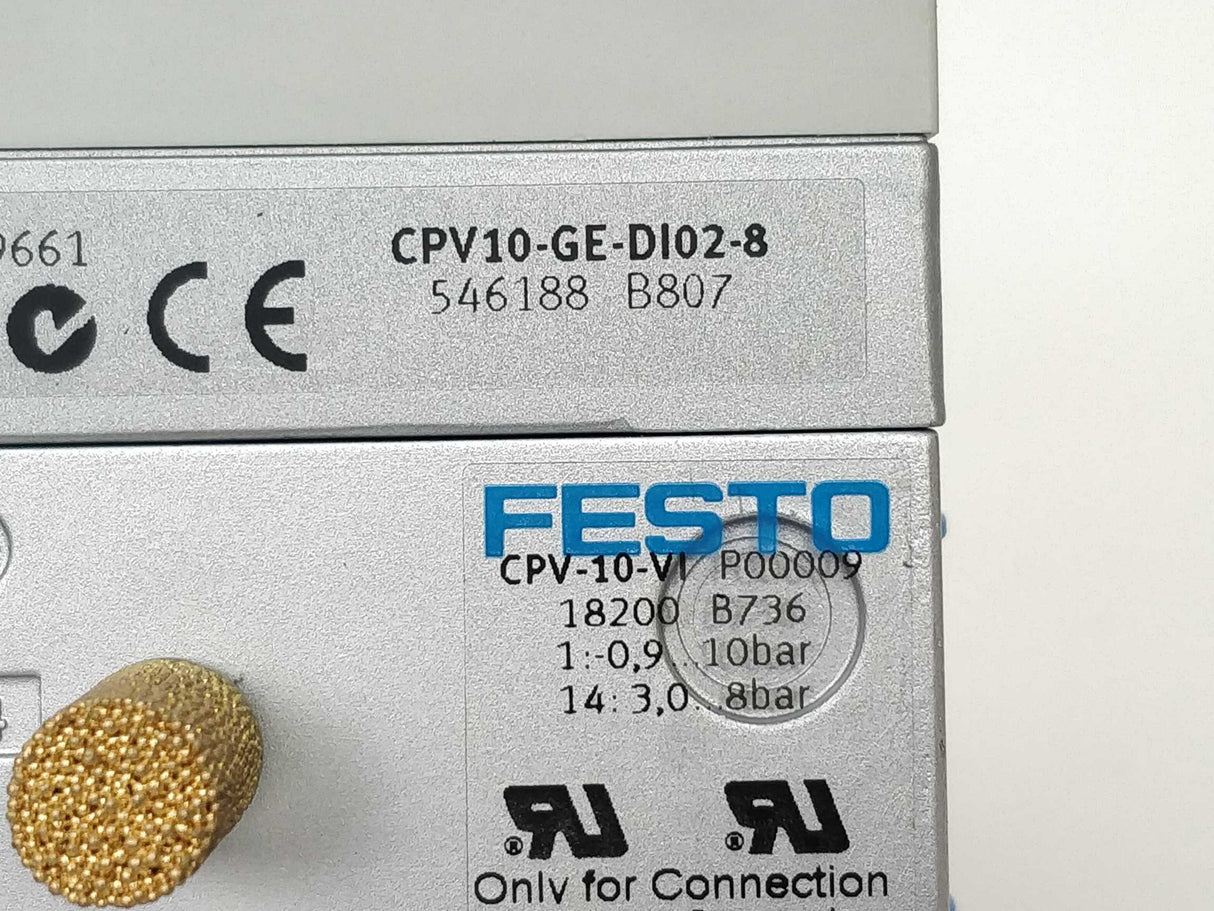 9661
CE
CPV10-GE-DI02-8
546188 B807
FESTO
CPV-10-VI P00009
18200 B736
1:-0,9...10bar
14: 3,0...8bar
Only for Connection